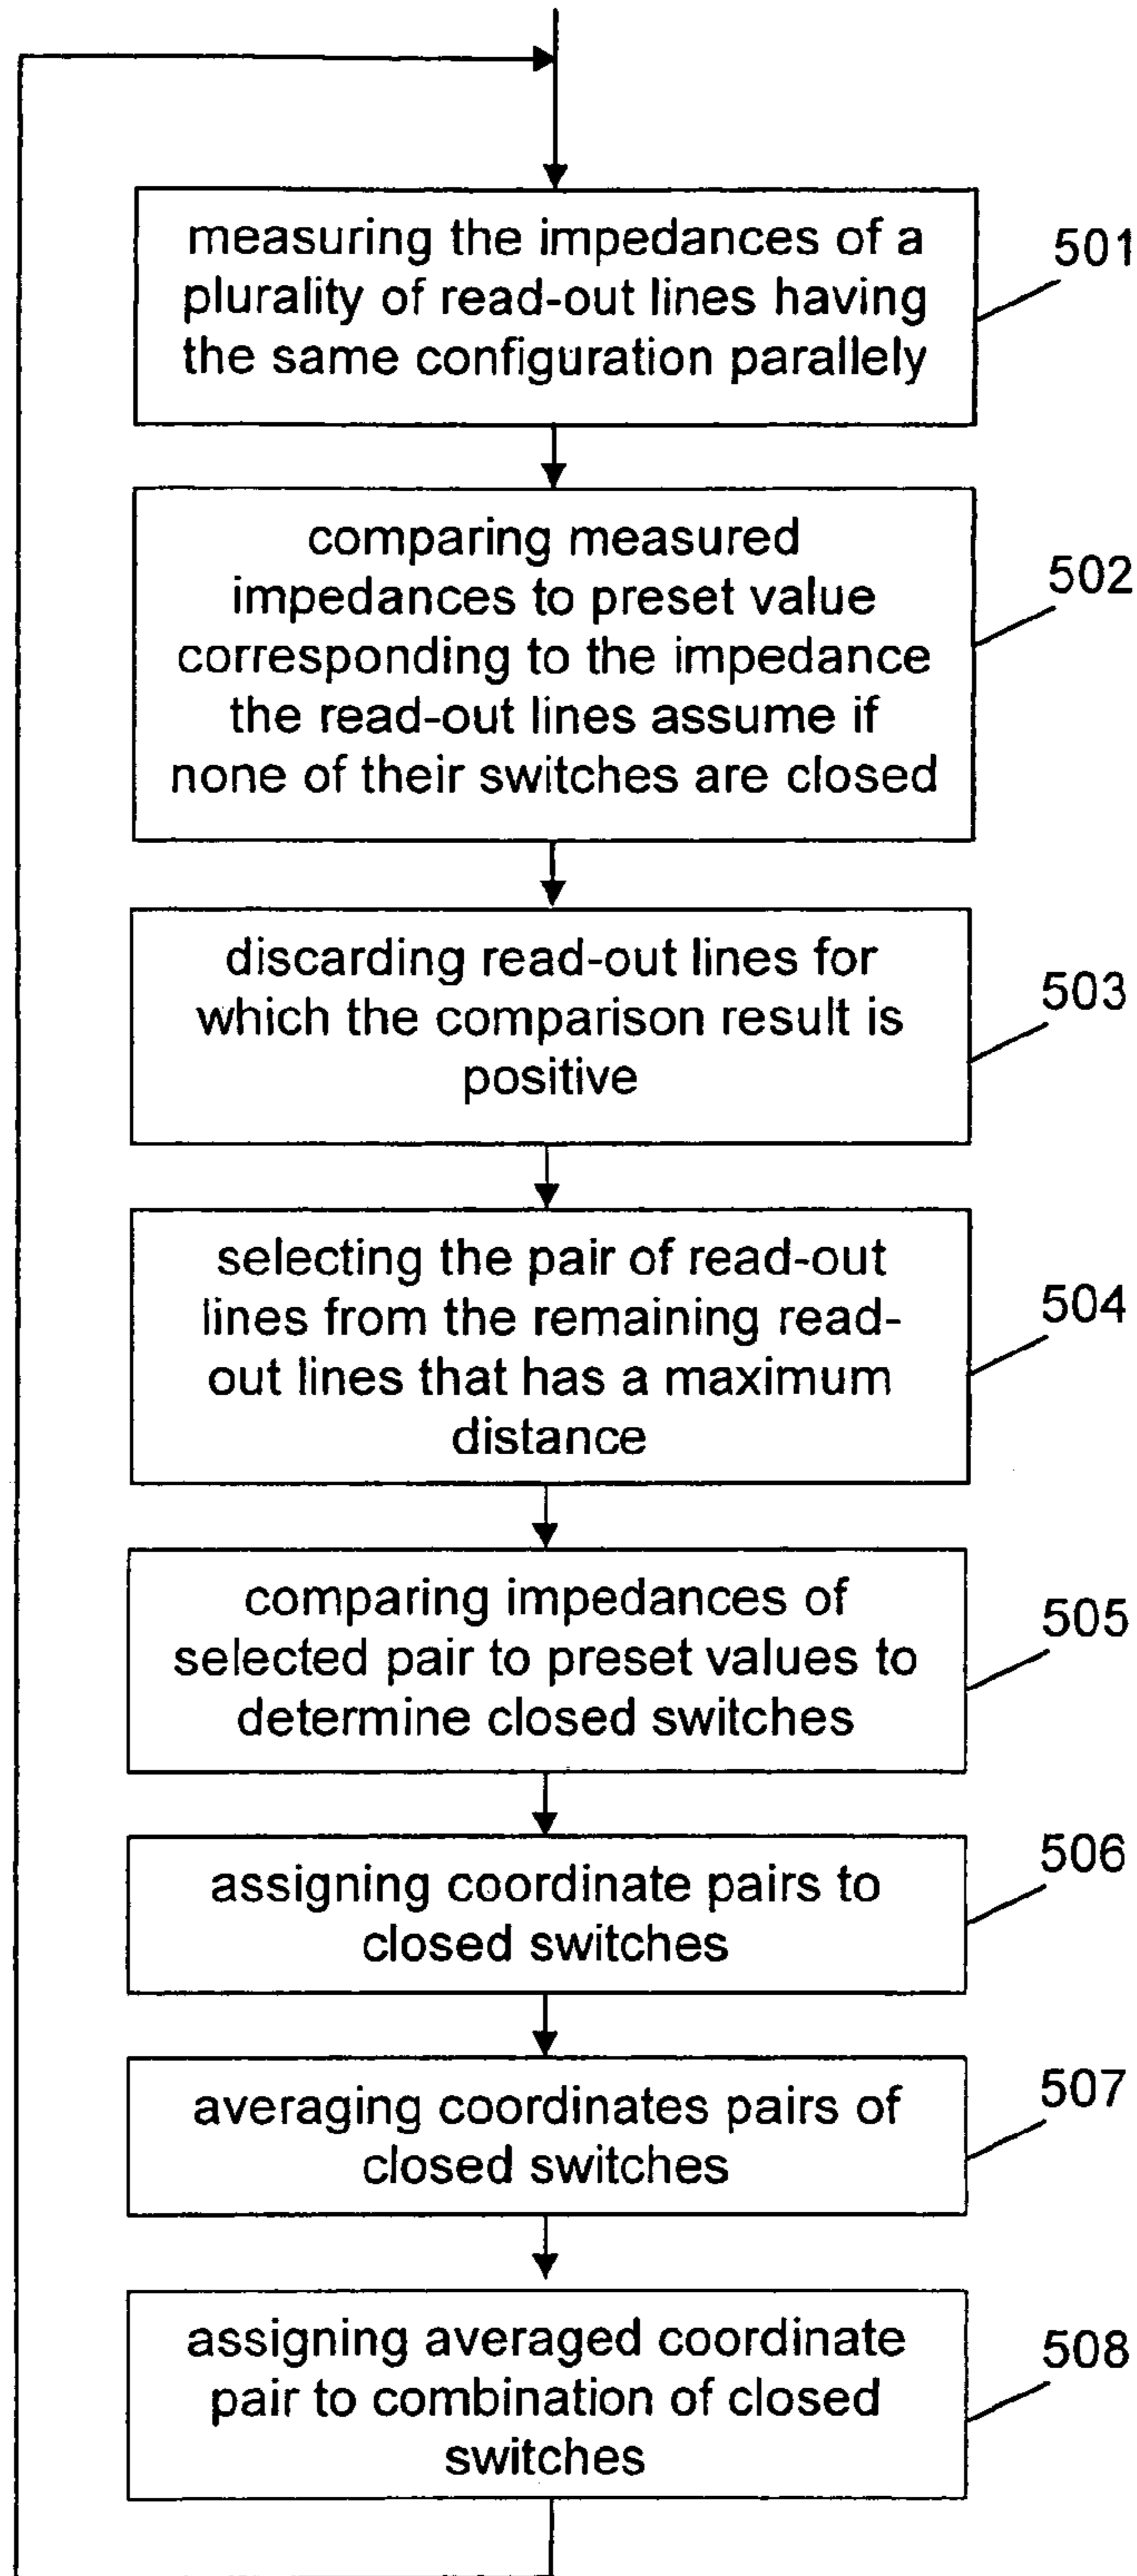 measuring the impedances of a
plurality of read-out lines having
the same configuration parallely
501
comparing measured
impedances to preset value
corresponding to the impedance
the read-out lines assume if
none of their switches are closed
502
discarding read-out lines for
which the comparison result is
positive
503
selecting the pair of read-out
lines from the remaining read-
out lines that has a maximum
distance
504
comparing impedances of
selected pair to preset values to
determine closed switches
505
assigning coordinate pairs to
closed switches
506
averaging coordinates pairs of
closed switches
507
assigning averaged coordinate
pair to combination of closed
switches
508